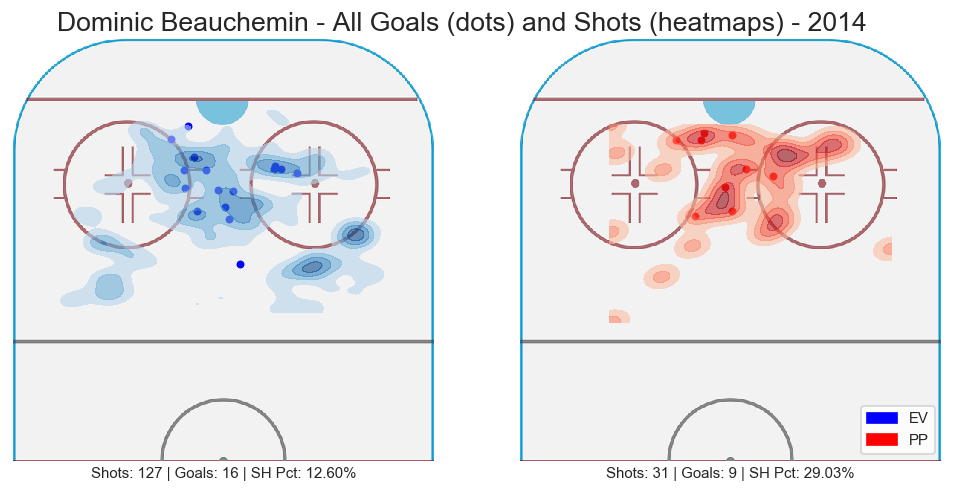 Dominic Beauchemin - All Goals (dots) and Shots (heatmaps) - 2014
EV
PP
Shots: 127 | Goals: 16 | SH Pct: 12.60%
Shots: 31 | Goals: 9 | SH Pct: 29.03%